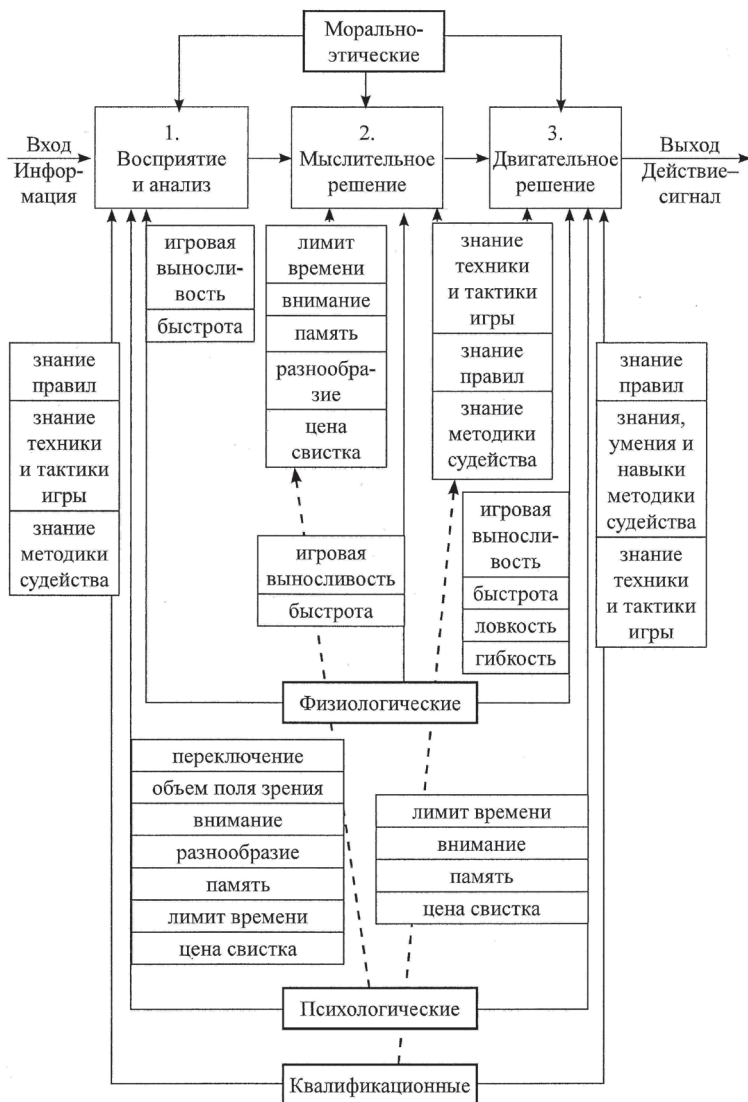 Морально-
этические
Вход
Инфор-
мация
1.
Восприятие
и анализ
2.
Мыслительное
решение
3.
Двигательное
решение
Выход
Действие–
сигнал
игровая
выносли-
вость
быстрота
лимит
времени
внимание
память
разнообра-
зие
цена
свистка
знание
техники
и тактики
игры
знание
правил
знание
методики
судейства
знание
правил
знание
техники
и тактики
игры
знание
методики
судейства
знание
правил
знания,
умения и
навыки
методики
судейства
знание
техники
и тактики
игры
игровая
выносливость
быстрота
игровая
выносли-
вость
быстрота
ловкость
гибкость
Физиологические
переключение
объем поля зрения
внимание
разнообразие
память
лимит времени
цена свистка
лимит времени
внимание
память
цена свистка
Психологические
Квалификационные